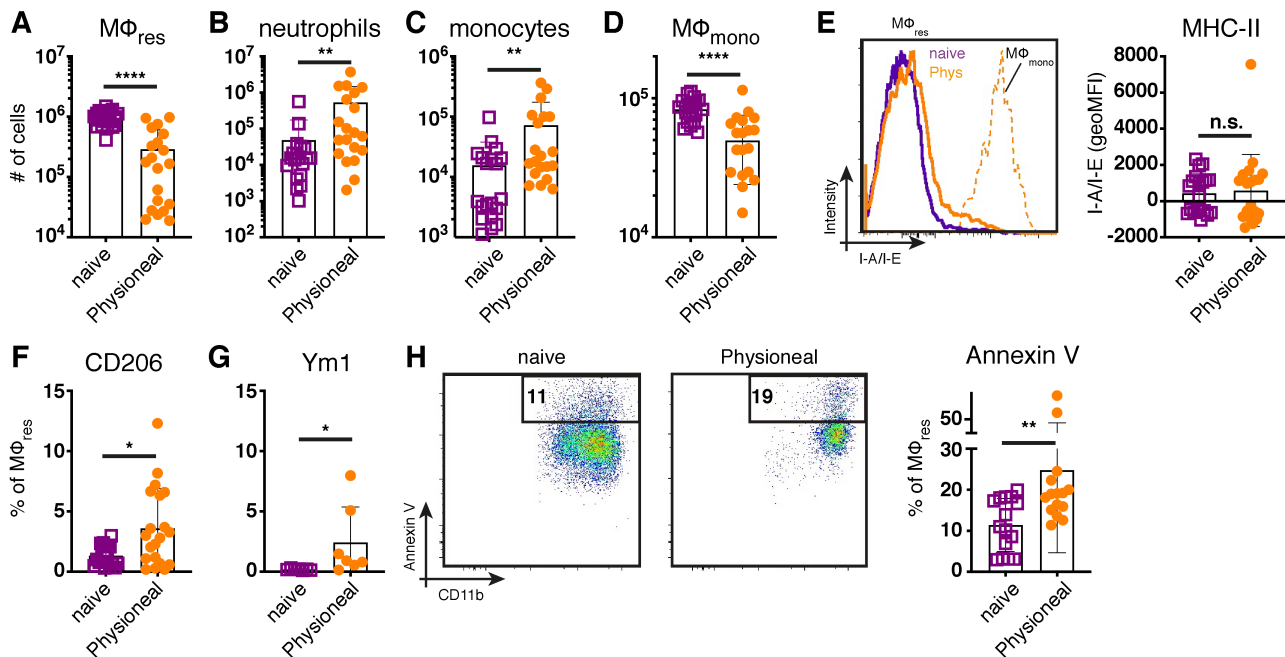 A
MΦres
10⁷
10⁶
10⁵
10⁴
# of cells
****
naive
Physioneal
B
neutrophils
10⁷
10⁶
10⁵
10⁴
10³
10²
**
naive
Physioneal
C
monocytes
10⁶
10⁵
10⁴
10³
**
naive
Physioneal
D
MΦmono
10⁵
10⁴
****
naive
Physioneal
E
MΦres
naive
Phys
MΦmono
Intensity
I-A/I-E
MHC-II
I-A/I-E (geoMFI)
8000
6000
4000
2000
0
-2000
n.s.
naive
Physioneal
F
CD206
% of MΦres
15
10
5
0
*
naive
Physioneal
G
Ym1
15
10
5
0
*
naive
Physioneal
H
naive
11
Annexin V
CD11b
Physioneal
19
Annexin V
% of MΦres
50
30
20
10
0
**
naive
Physioneal